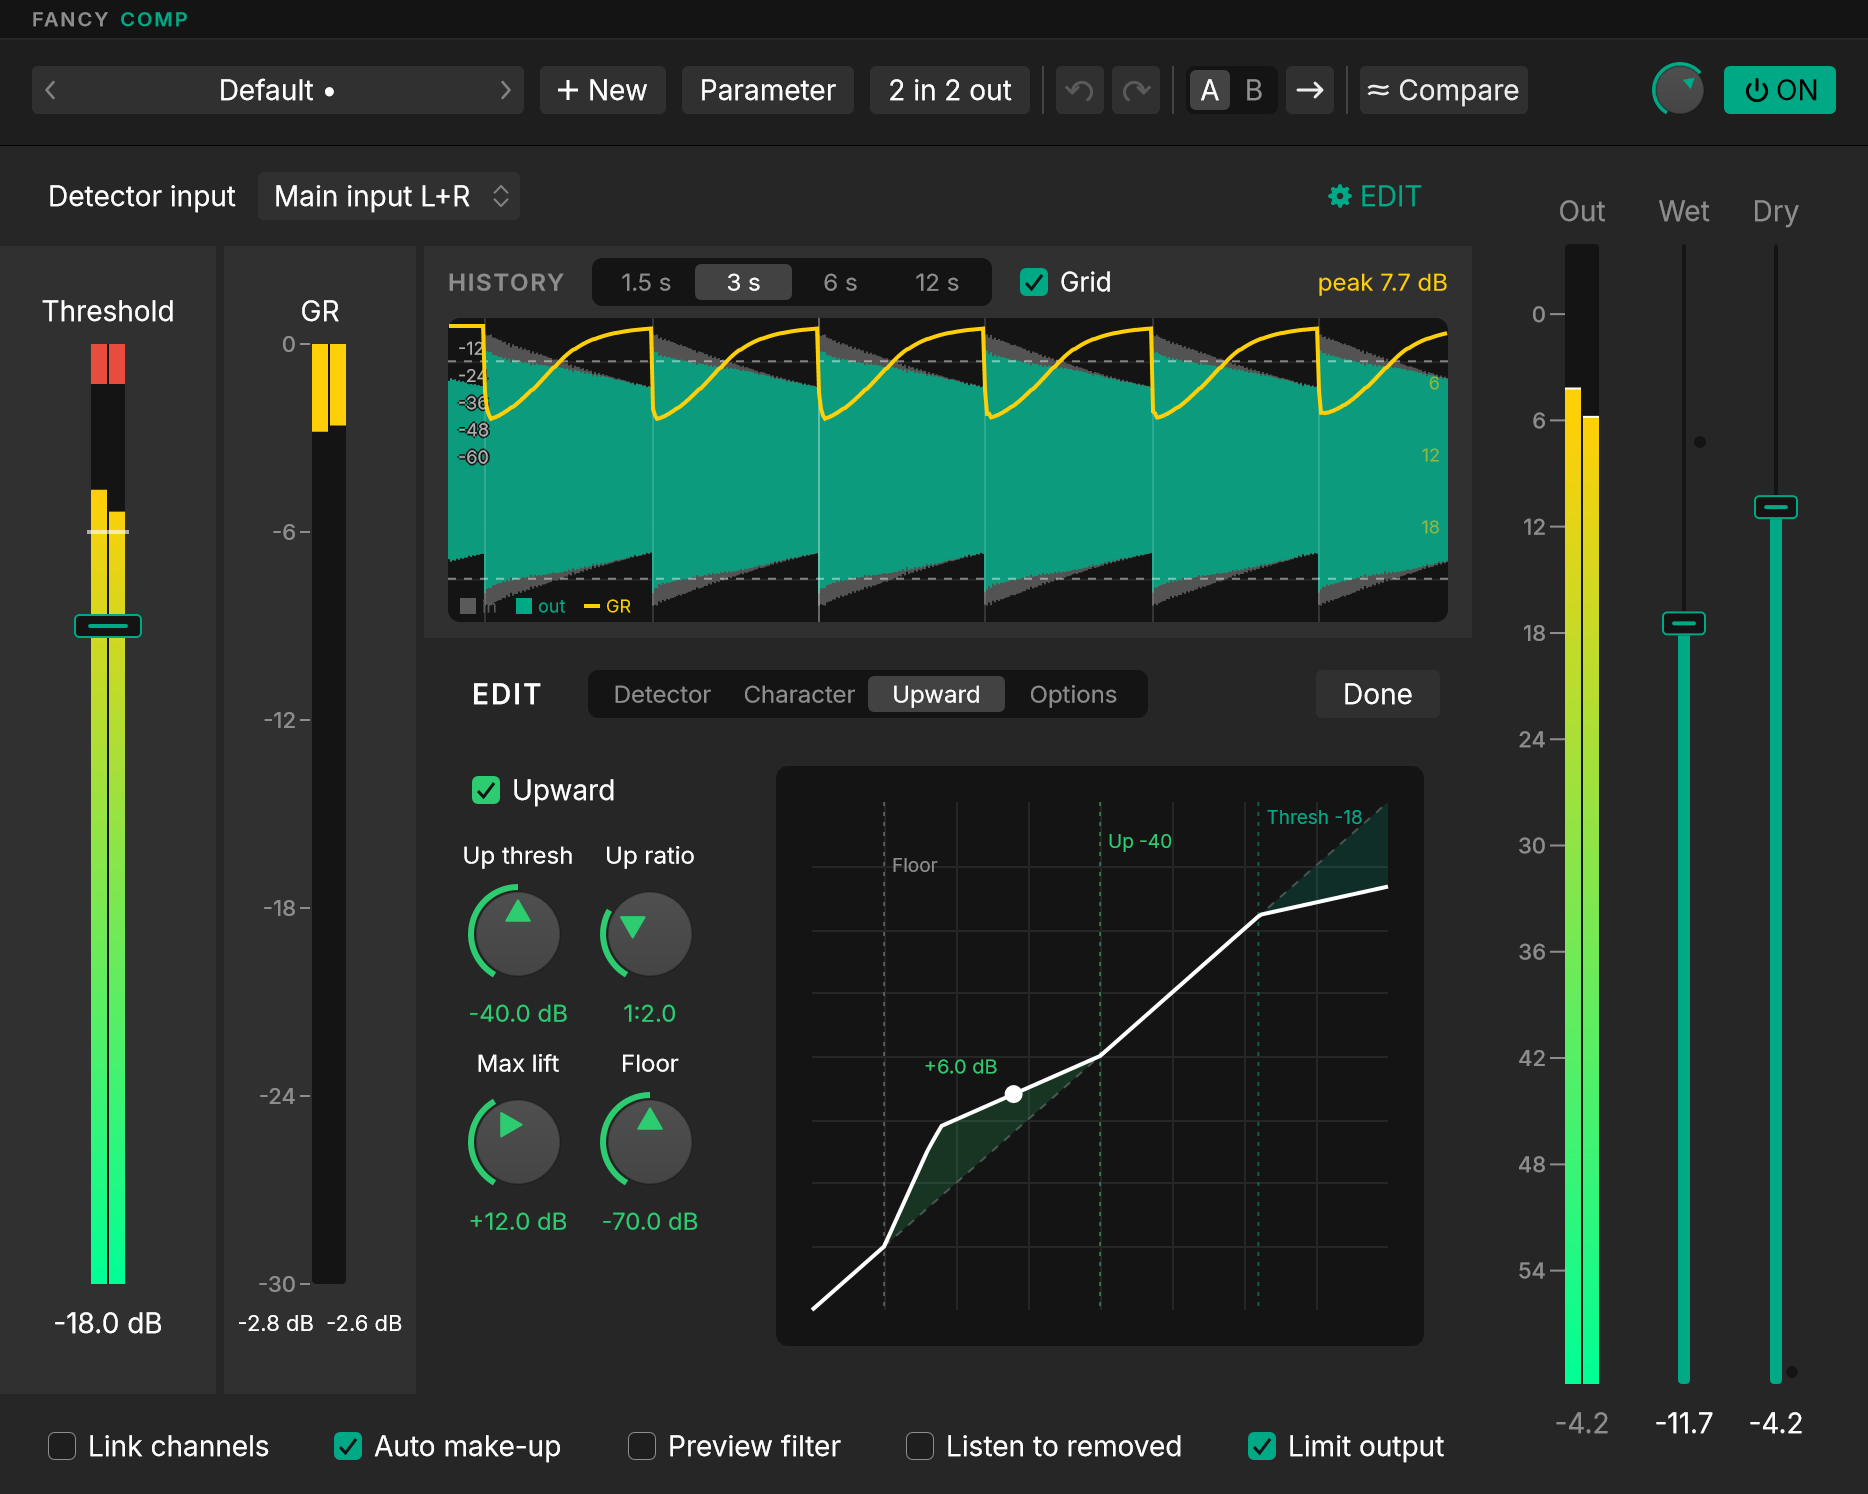 FANCY COMP
Default •
+ New
Parameter
2 in 2 out
A B
→
≈ Compare
ON
Detector input
Main input L+R
EDIT
Out Wet Dry
Threshold
-18.0 dB
GR
0
-6
-12
-18
-24
-30
-2.8 dB -2.6 dB
HISTORY
1.5 s 3 s 6 s 12 s
Grid
peak 7.7 dB
-12
-24
-36
-48
-60
6
12
18
in out GR
EDIT
Detector Character Upward Options
Done
Upward
Up thresh Up ratio
-40.0 dB 1:2.0
Max lift Floor
+12.0 dB -70.0 dB
Thresh -18
Up -40
Floor
+6.0 dB
0
6
12
18
24
30
36
42
48
54
-4.2 -11.7 -4.2
Link channels
Auto make-up
Preview filter
Listen to removed
Limit output